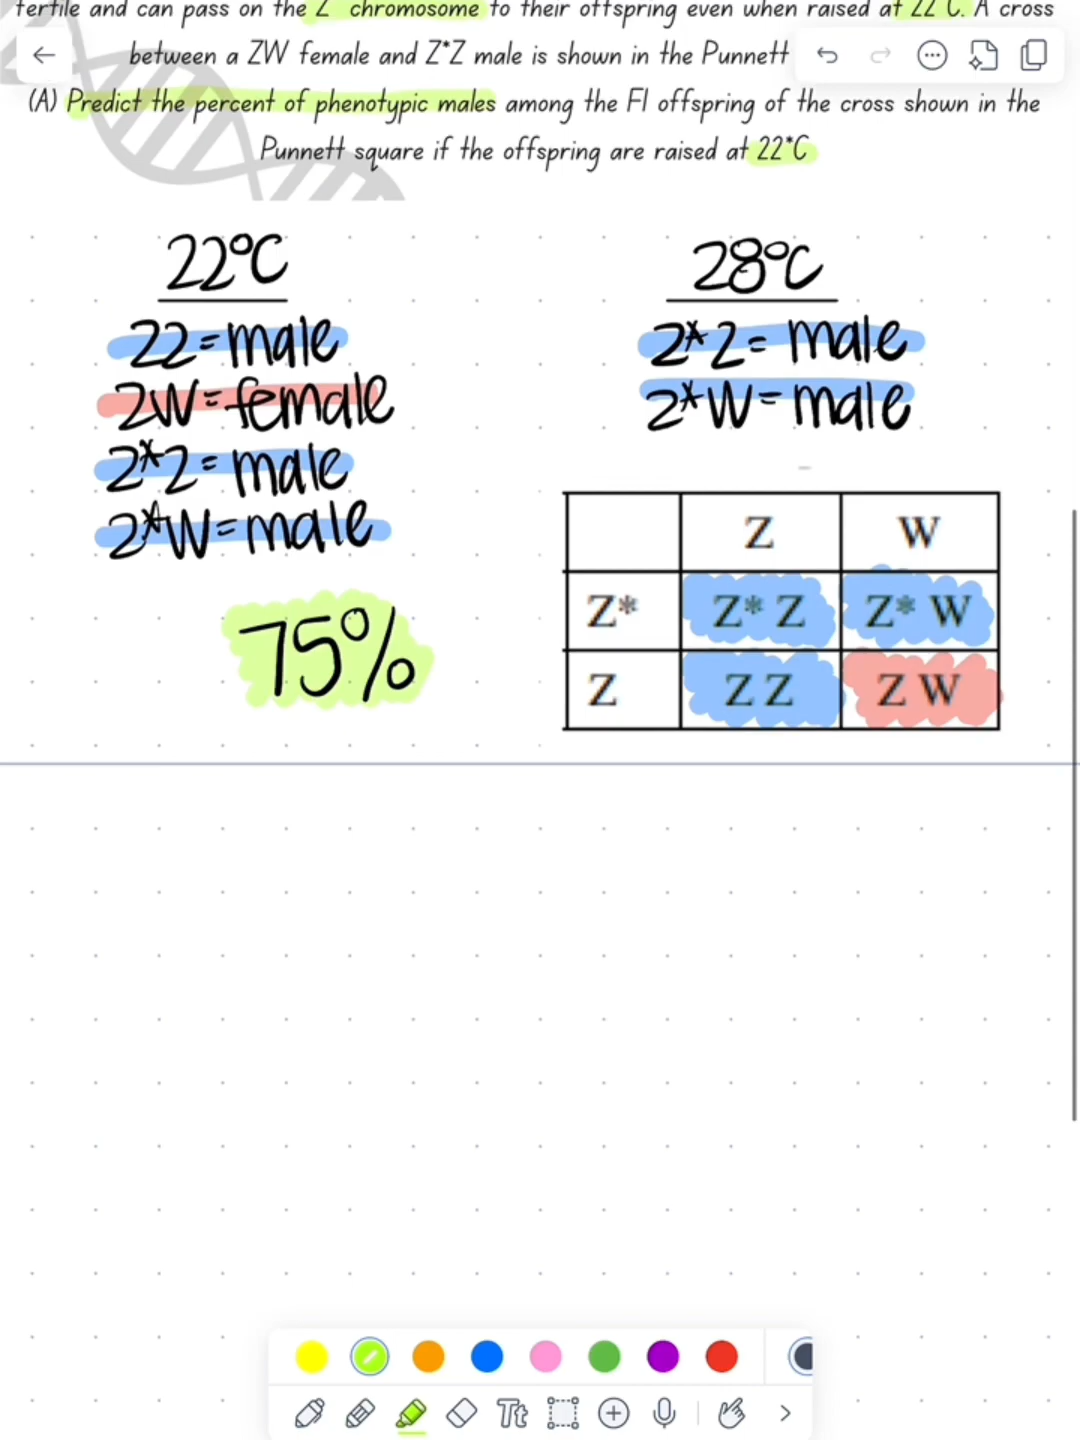 fertile and can pass on the Z* chromosome to their offspring even when raised at 22°C. A cross
between a ZW female and Z*Z male is shown in the Punnett
(A) Predict the percent of phenotypic males among the F1 offspring of the cross shown in the
Punnett square if the offspring are raised at 22*C
22°C
ZZ=male
ZW=female
Z*Z=male
Z*W=male
75%
28°C
Z*Z=male
Z*W=male
Z W
Z* Z* Z Z* W
Z Z Z Z W
Tt